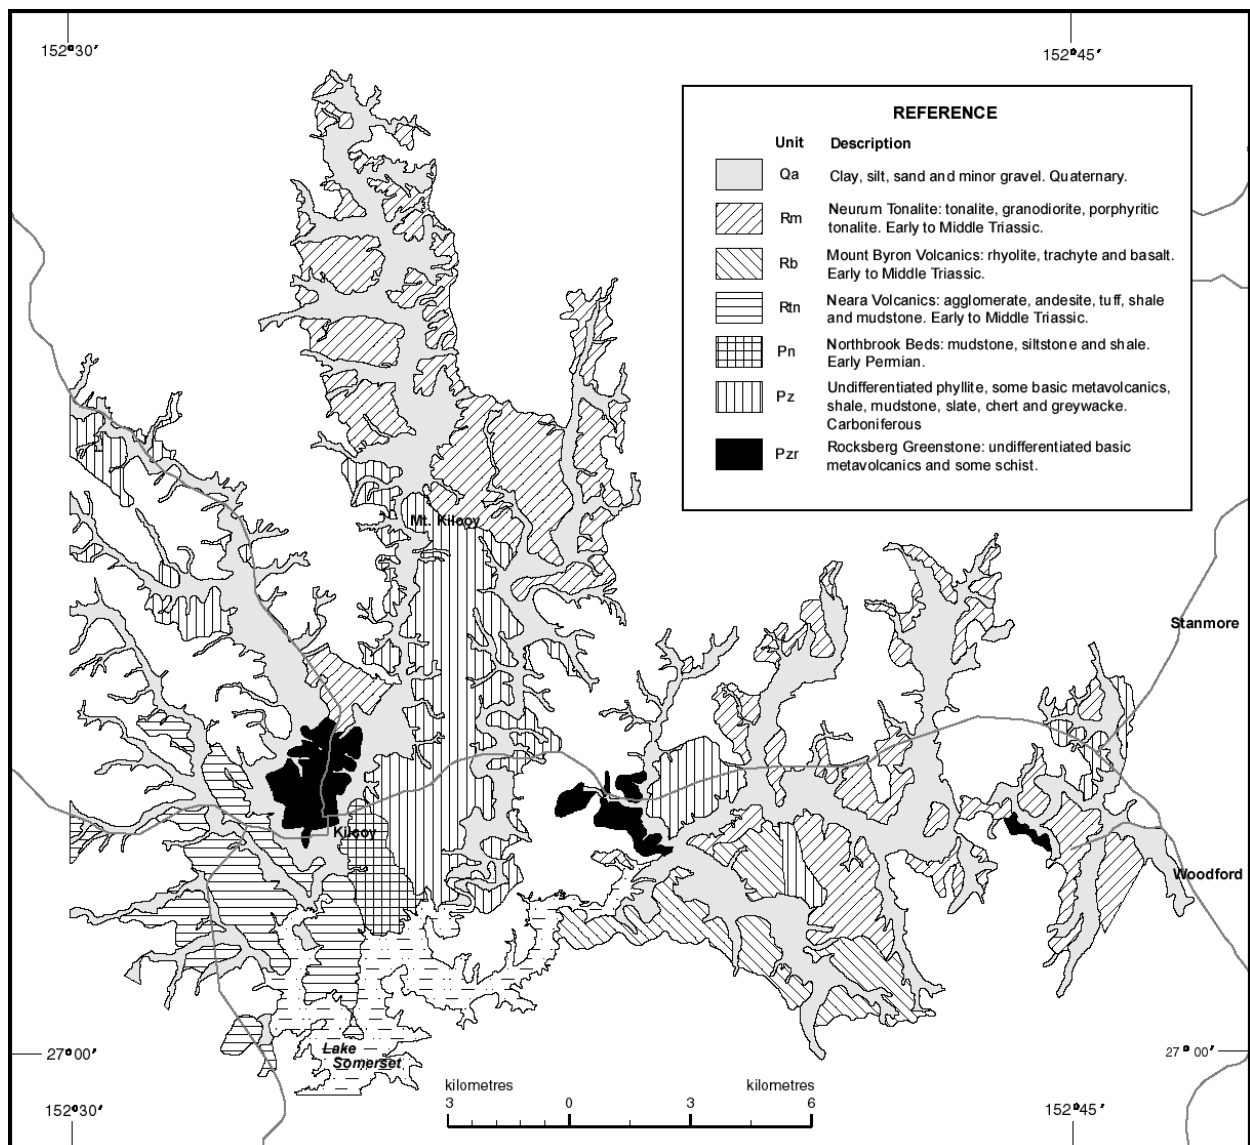 152°30′
152°45′
REFERENCE
Unit Description
Qa Clay, silt, sand and minor gravel. Quaternary.
Rm Neurum Tonalite: tonalite, granodiorite, porphyritic
tonalite. Early to Middle Triassic.
Rb Mount Byron Volcanics: rhyolite, trachyte and basalt.
Early to Middle Triassic.
Rtn Neara Volcanics: agglomerate, andesite, tuff, shale
and mudstone. Early to Middle Triassic.
Pn Northbrook Beds: mudstone, siltstone and shale.
Early Permian.
Pz Undifferentiated phyllite, some basic metavolcanics,
shale, mudstone, slate, chert and greywacke.
Carboniferous
Pzr Rocksberg Greenstone: undifferentiated basic
metavolcanics and some schist.
Mt. Kilcoy
Stanmore
Kilcoy
Woodford
Lake
Somerset
27°00′
27°00′
kilometres kilometres
3 0 3 6
152°30′
152°45′